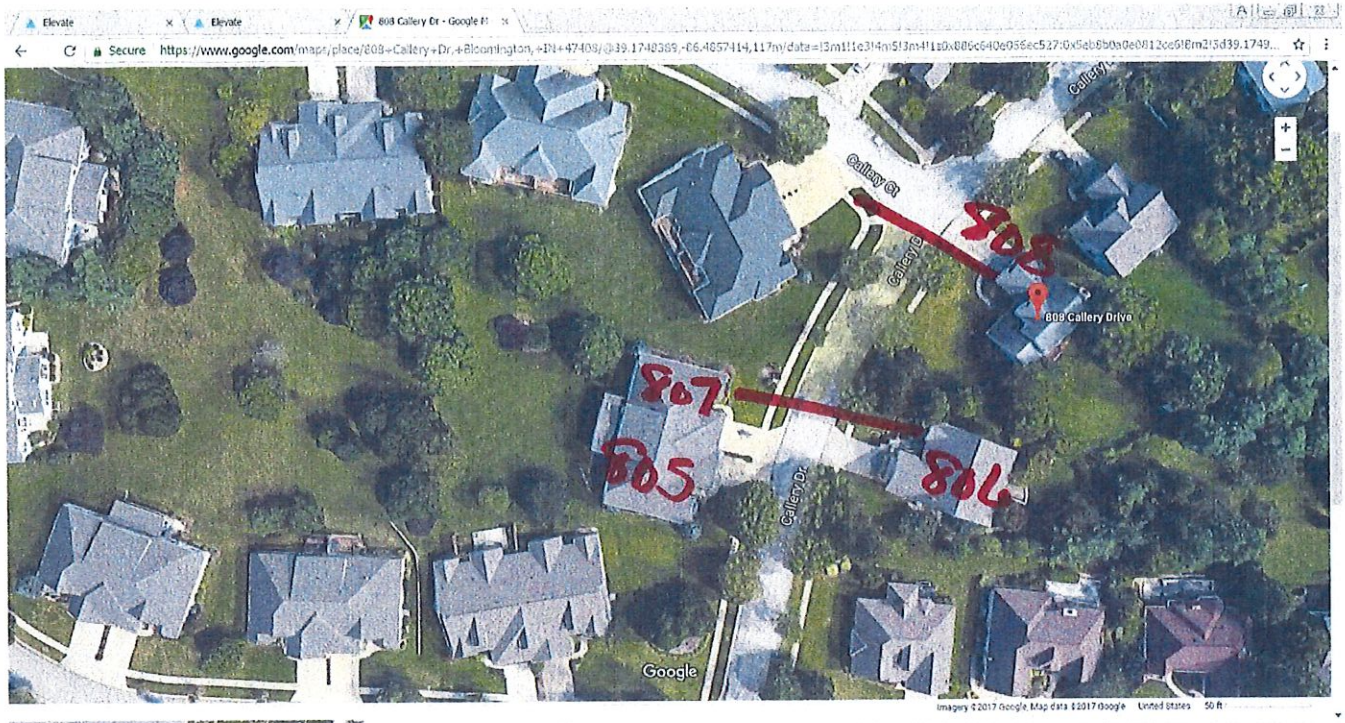 Elevate
Elevate
808 Callery Dr - Google M
Secure
Callery Ct
Callery D
808
808 Callery Drive
807
805
806
Callery Dr
Google
Imagery ©2017 Google, Map data ©2017 Google United States 50 ft